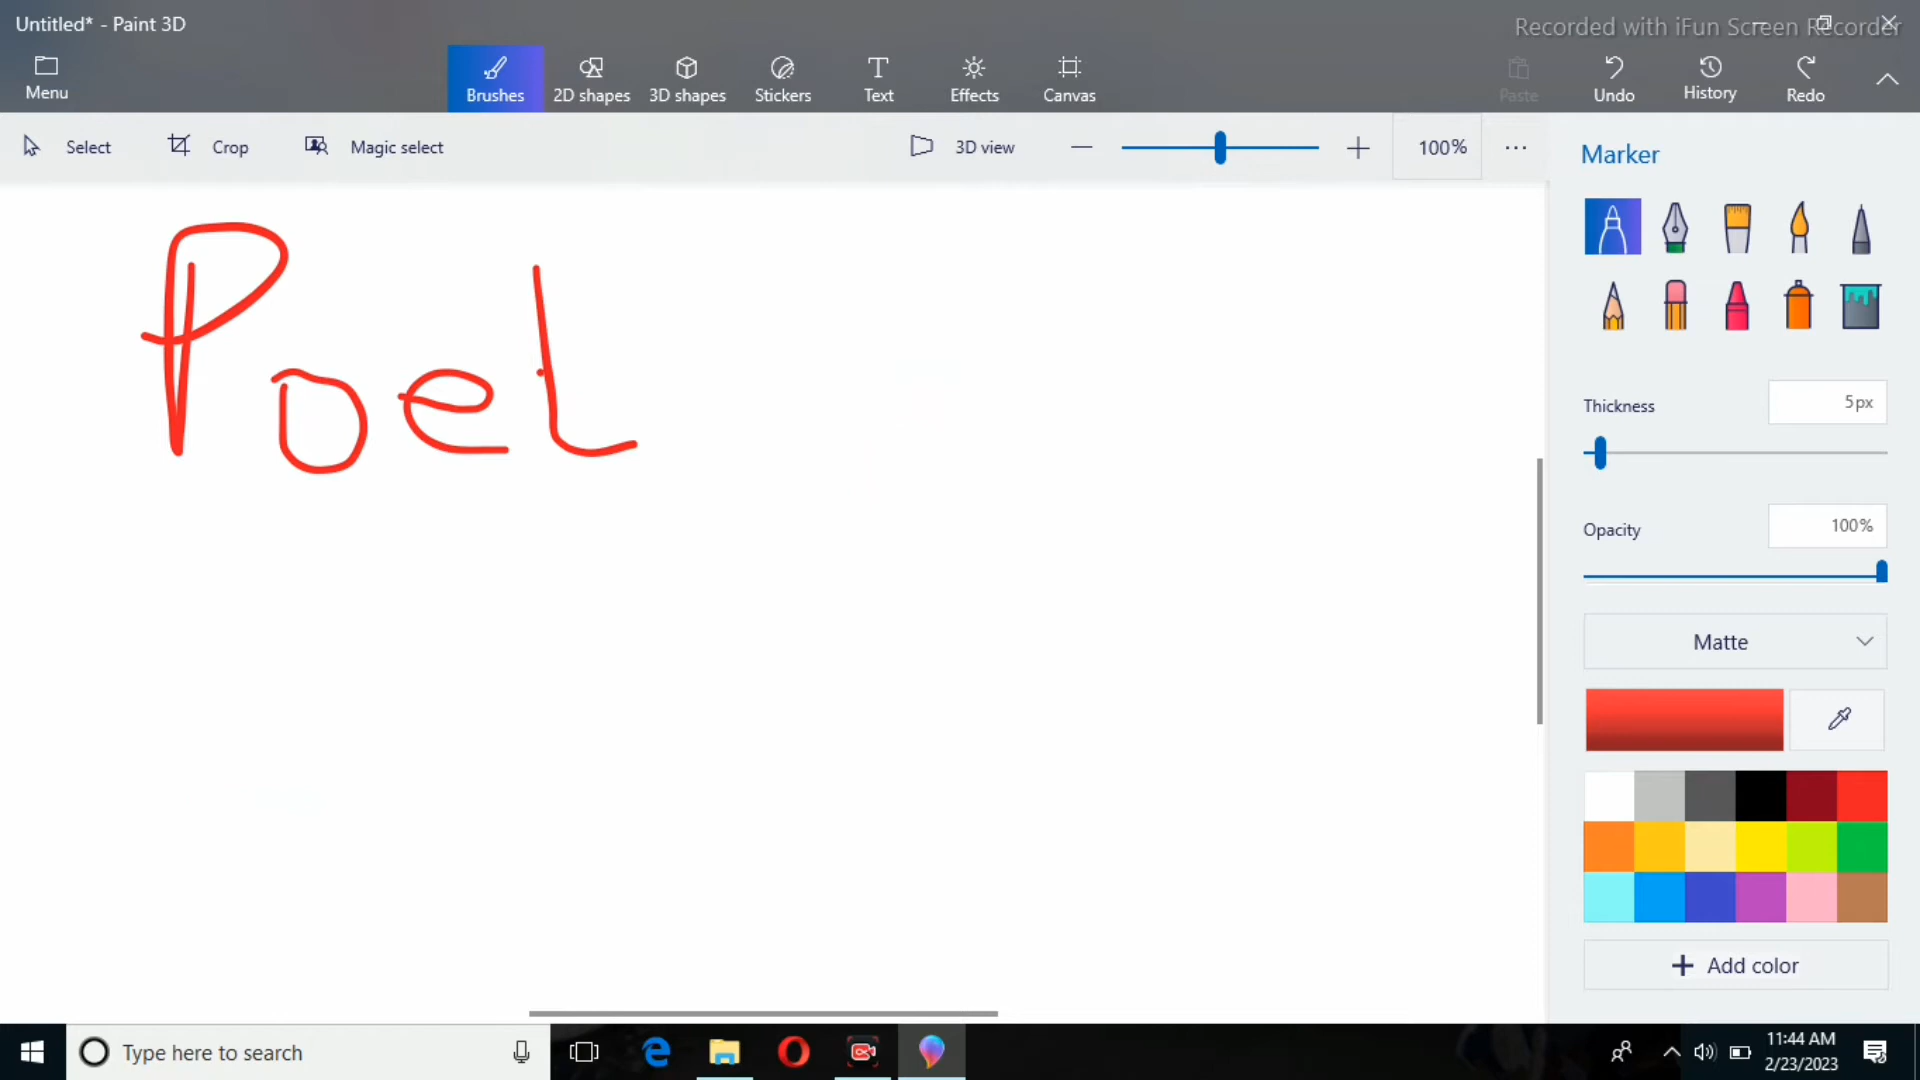 Untitled* - Paint 3D
Recorded with iFun Screen Recorder
Menu
Brushes 2D shapes 3D shapes Stickers Text Effects Canvas
Paste Undo History Redo
Select Crop Magic select 3D view 100% ...
Marker
Poel
Thickness 5px
Opacity 100%
Matte
+ Add color
Type here to search
11:44 AM
2/23/2023